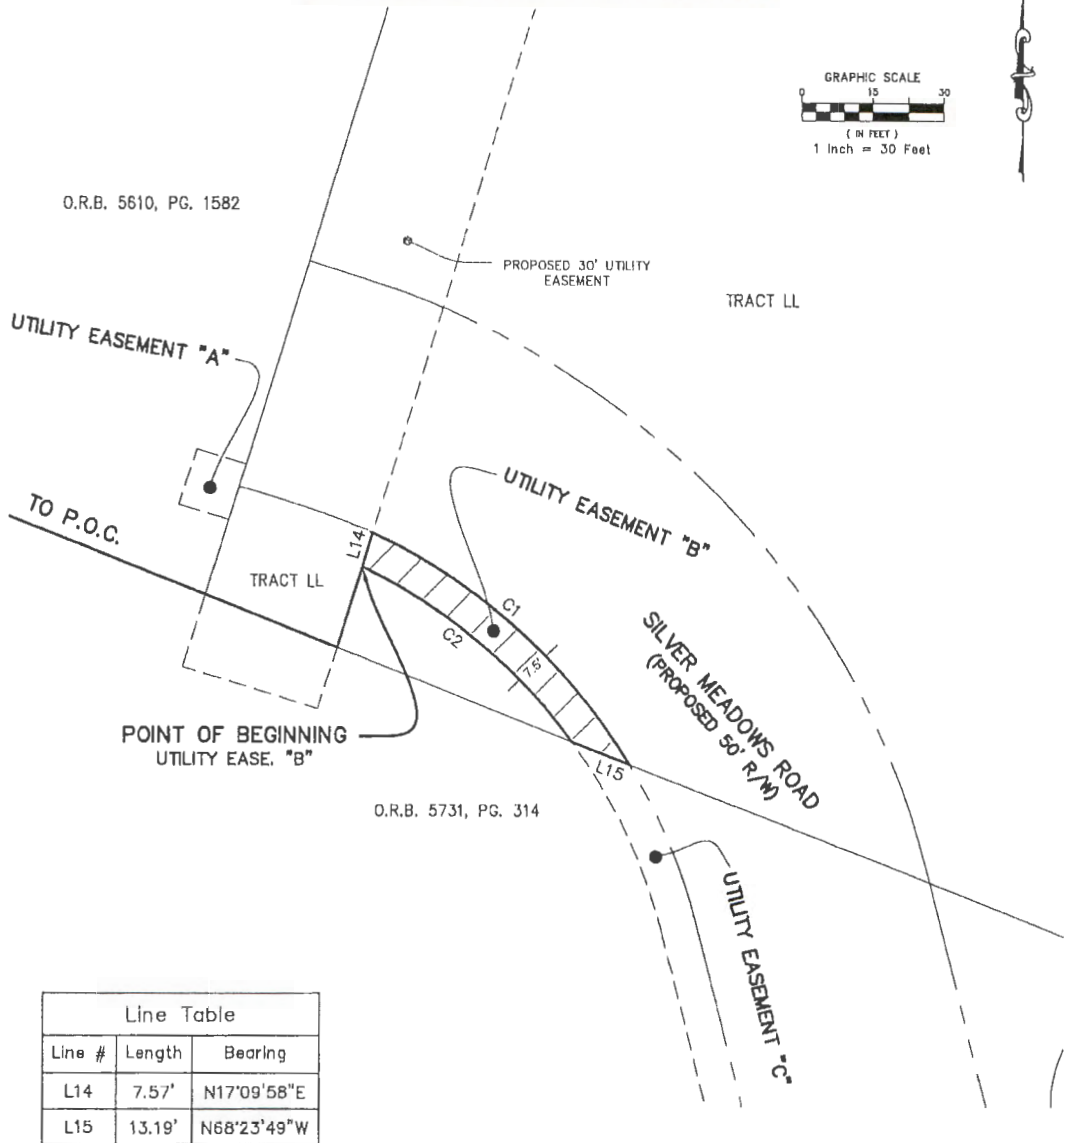 GRAPHIC SCALE
0 15 30
( IN FEET )
1 Inch = 30 Feet
O.R.B. 5610, PG. 1582
PROPOSED 30' UTILITY
EASEMENT
TRACT LL
UTILITY EASEMENT "A"
UTILITY EASEMENT "B"
TO P.O.C.
L14
TRACT LL
C1
C2
7.5'
SILVER MEADOWS ROAD
(PROPOSED 50' R/W)
POINT OF BEGINNING
UTILITY EASE. "B"
L15
O.R.B. 5731, PG. 314
UTILITY EASEMENT "C"
Line Table
Line # Length Bearing
L14 7.57' N17°09'58"E
L15 13.19' N68°23'49"W